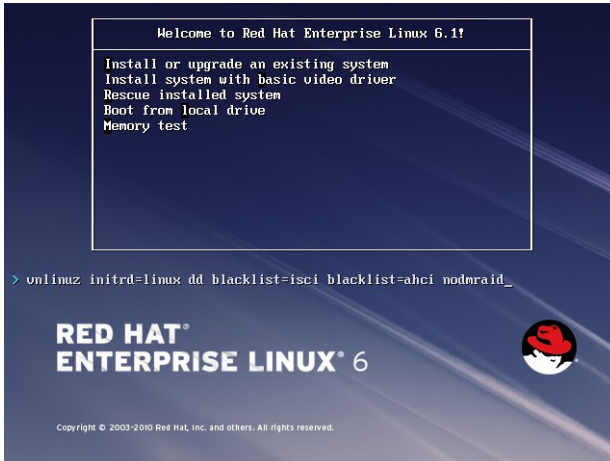 Welcome to Red Hat Enterprise Linux 6.1!
Install or upgrade an existing system
Install system with basic video driver
Rescue installed system
Boot from local drive
Memory test
> vmlinuz initrd=linux dd blacklist=isci blacklist=ahci nodmraid_
RED HAT®
ENTERPRISE LINUX® 6
Copyright © 2003-2010 Red Hat, Inc. and others. All rights reserved.